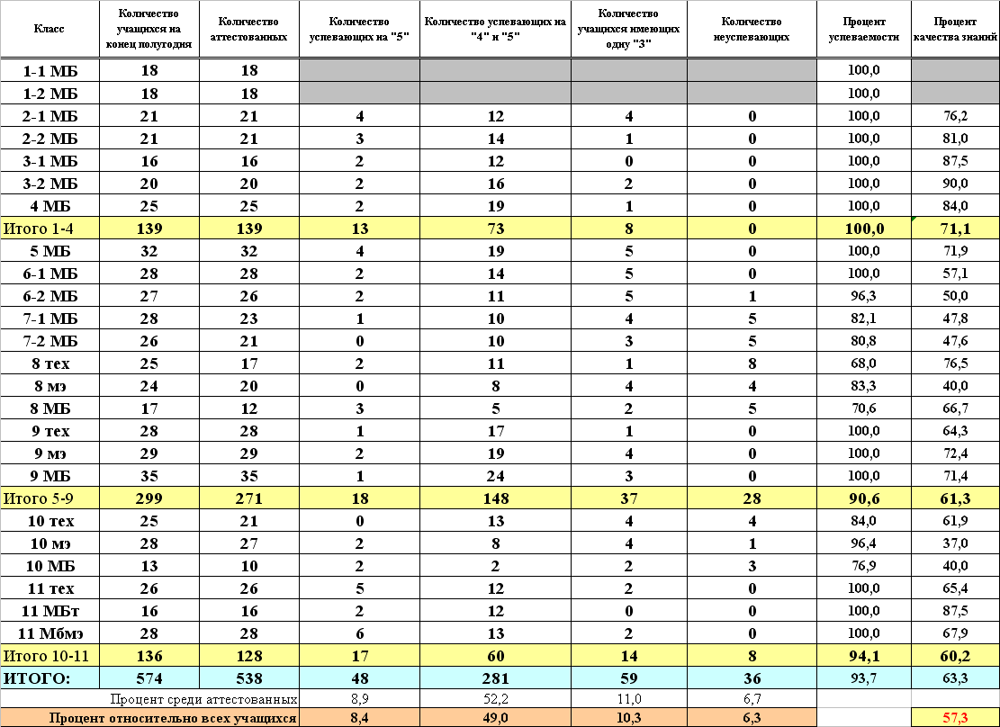 Класс Количество учащихся на конец полугодия Количество аттестованных Количество успевающих на "5" Количество успевающих на "4" и "5" Количество учащихся имеющих одну "3" Количество неуспевающих Процент успеваемости Процент качества знаний
1-1 МБ 18 18 100,0
1-2 МБ 18 18 100,0
2-1 МБ 21 21 4 12 4 0 100,0 76,2
2-2 МБ 21 21 3 14 1 0 100,0 81,0
3-1 МБ 16 16 2 12 0 0 100,0 87,5
3-2 МБ 20 20 2 16 2 0 100,0 90,0
4 МБ 25 25 2 19 1 0 100,0 84,0
Итого 1-4 139 139 13 73 8 0 100,0 71,1
5 МБ 32 32 4 19 5 0 100,0 71,9
6-1 МБ 28 28 2 14 5 0 100,0 57,1
6-2 МБ 27 26 2 11 5 1 96,3 50,0
7-1 МБ 28 23 1 10 4 5 82,1 47,8
7-2 МБ 26 21 0 10 3 5 80,8 47,6
8 тех 25 17 2 11 1 8 68,0 76,5
8 мэ 24 20 0 8 4 4 83,3 40,0
8 МБ 17 12 3 5 2 5 70,6 66,7
9 тех 28 28 1 17 1 0 100,0 64,3
9 мэ 29 29 2 19 4 0 100,0 72,4
9 МБ 35 35 1 24 3 0 100,0 71,4
Итого 5-9 299 271 18 148 37 28 90,6 61,3
10 тех 25 21 0 13 4 4 84,0 61,9
10 мэ 28 27 2 8 4 1 96,4 37,0
10 МБ 13 10 2 2 2 3 76,9 40,0
11 тех 26 26 5 12 2 0 100,0 65,4
11 МБт 16 16 2 12 0 0 100,0 87,5
11 Мбмэ 28 28 6 13 2 0 100,0 67,9
Итого 10-11 136 128 17 60 14 8 94,1 60,2
ИТОГО: 574 538 48 281 59 36 93,7 63,3
Процент среди аттестованных 8,9 52,2 11,0 6,7
Процент относительно всех учащихся 8,4 49,0 10,3 6,3 57,3